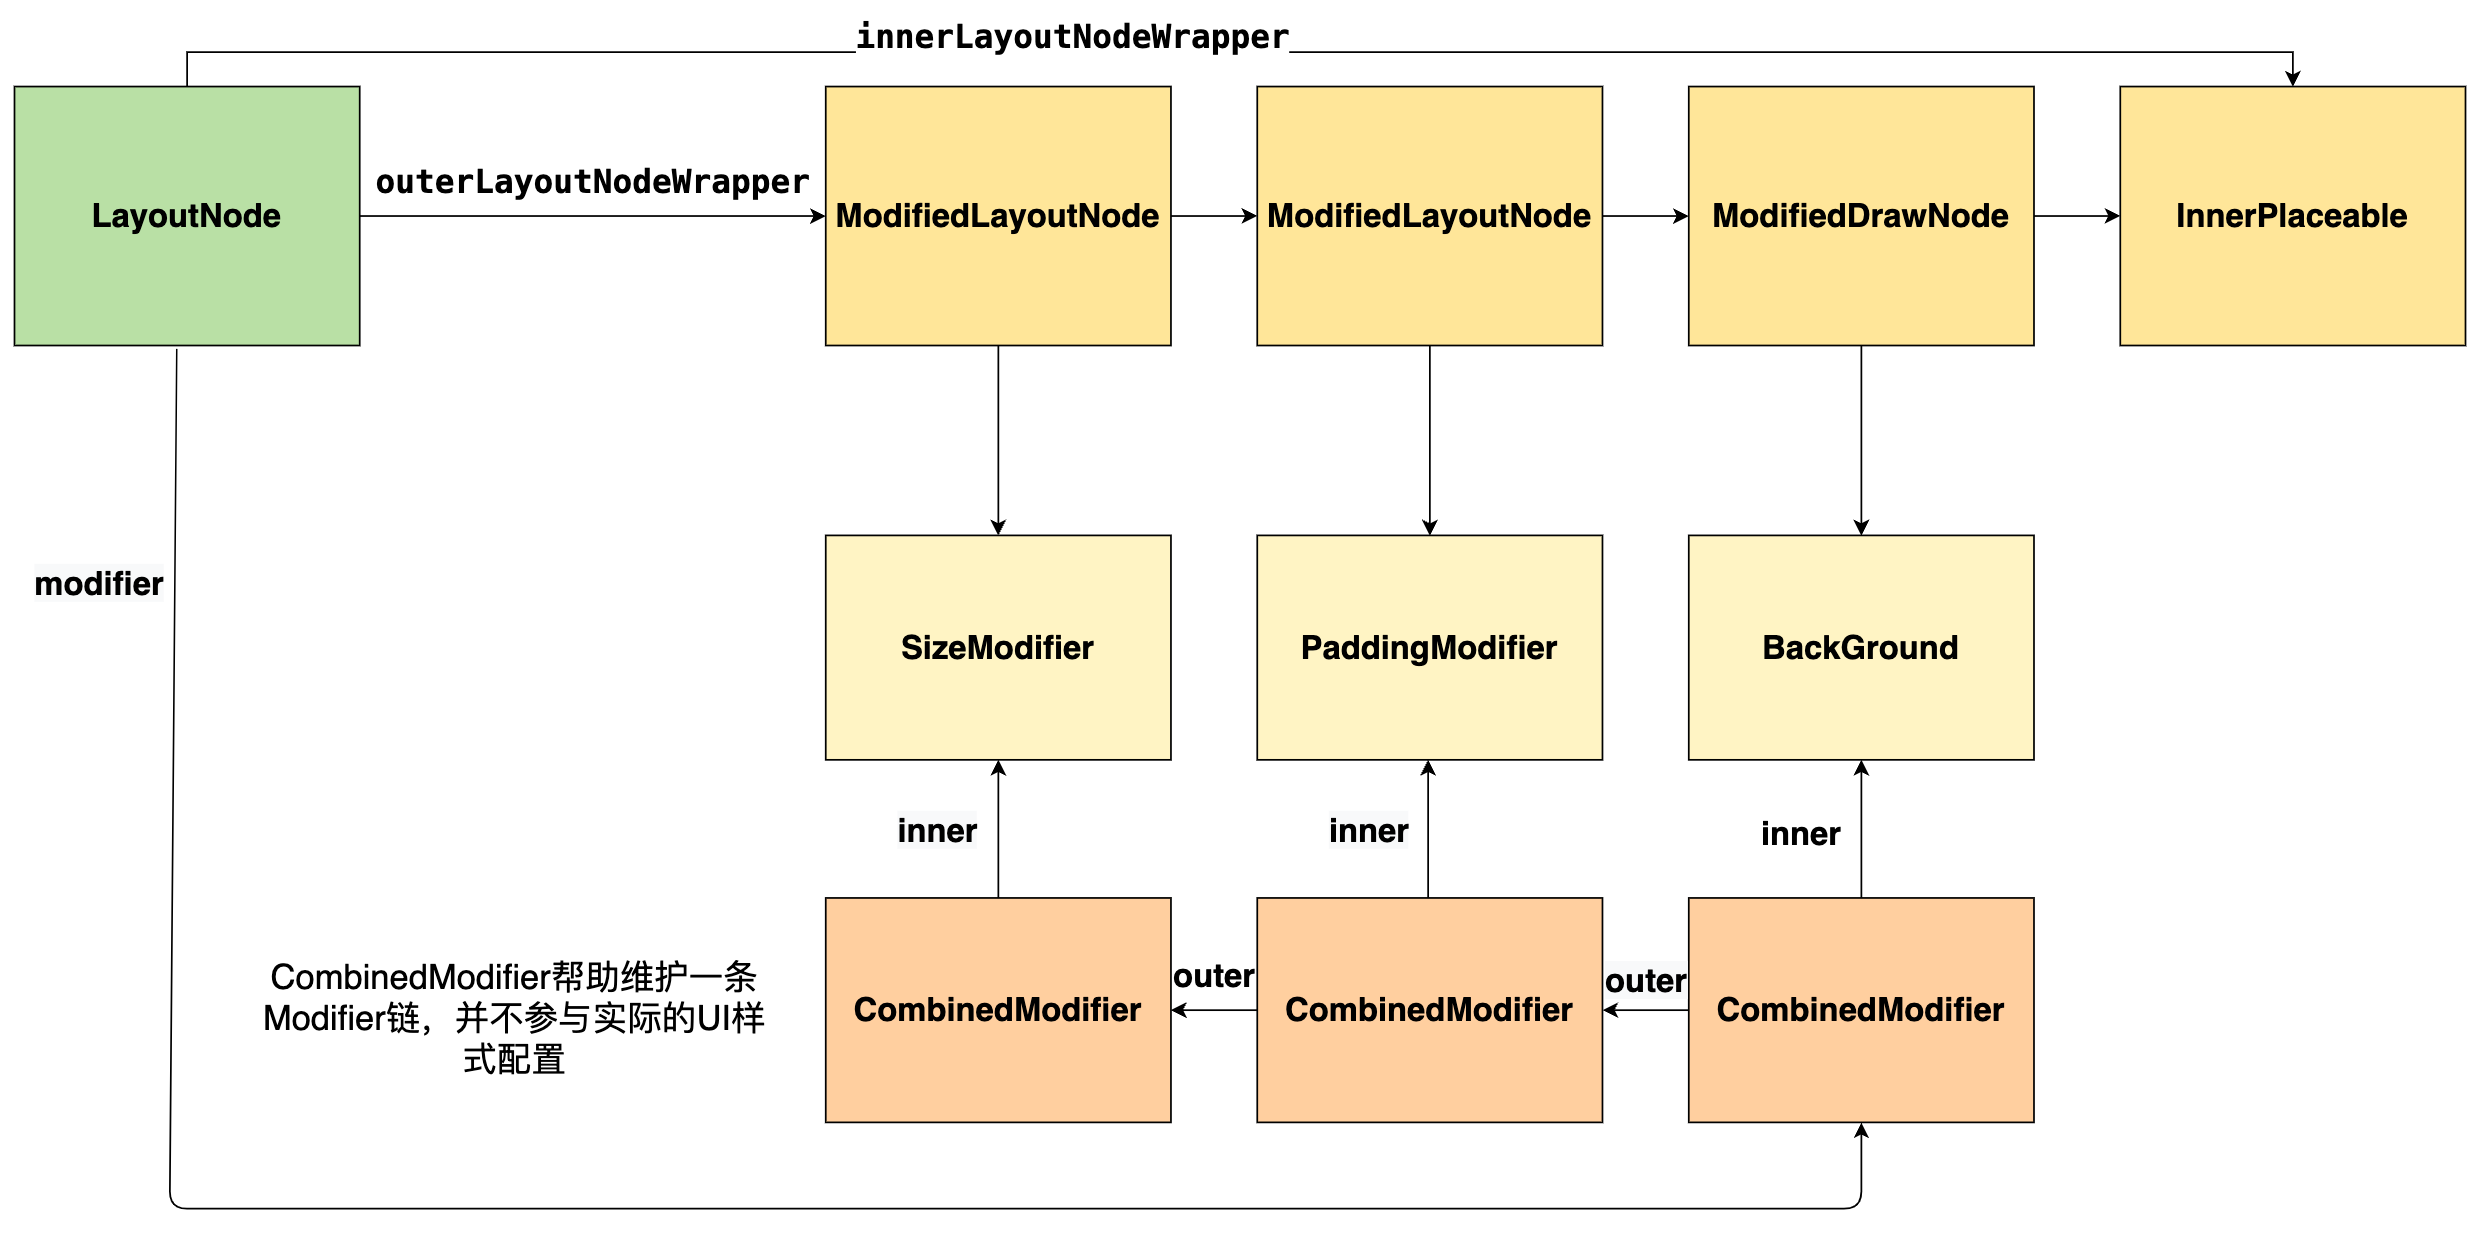 innerLayoutNodeWrapper
LayoutNode
outerLayoutNodeWrapper
ModifiedLayoutNode
ModifiedLayoutNode
ModifiedDrawNode
InnerPlaceable
modifier
SizeModifier
PaddingModifier
BackGround
inner
inner
inner
CombinedModifier帮助维护一条
Modifier链，并不参与实际的UI样
式配置
CombinedModifier
outer
CombinedModifier
outer
CombinedModifier